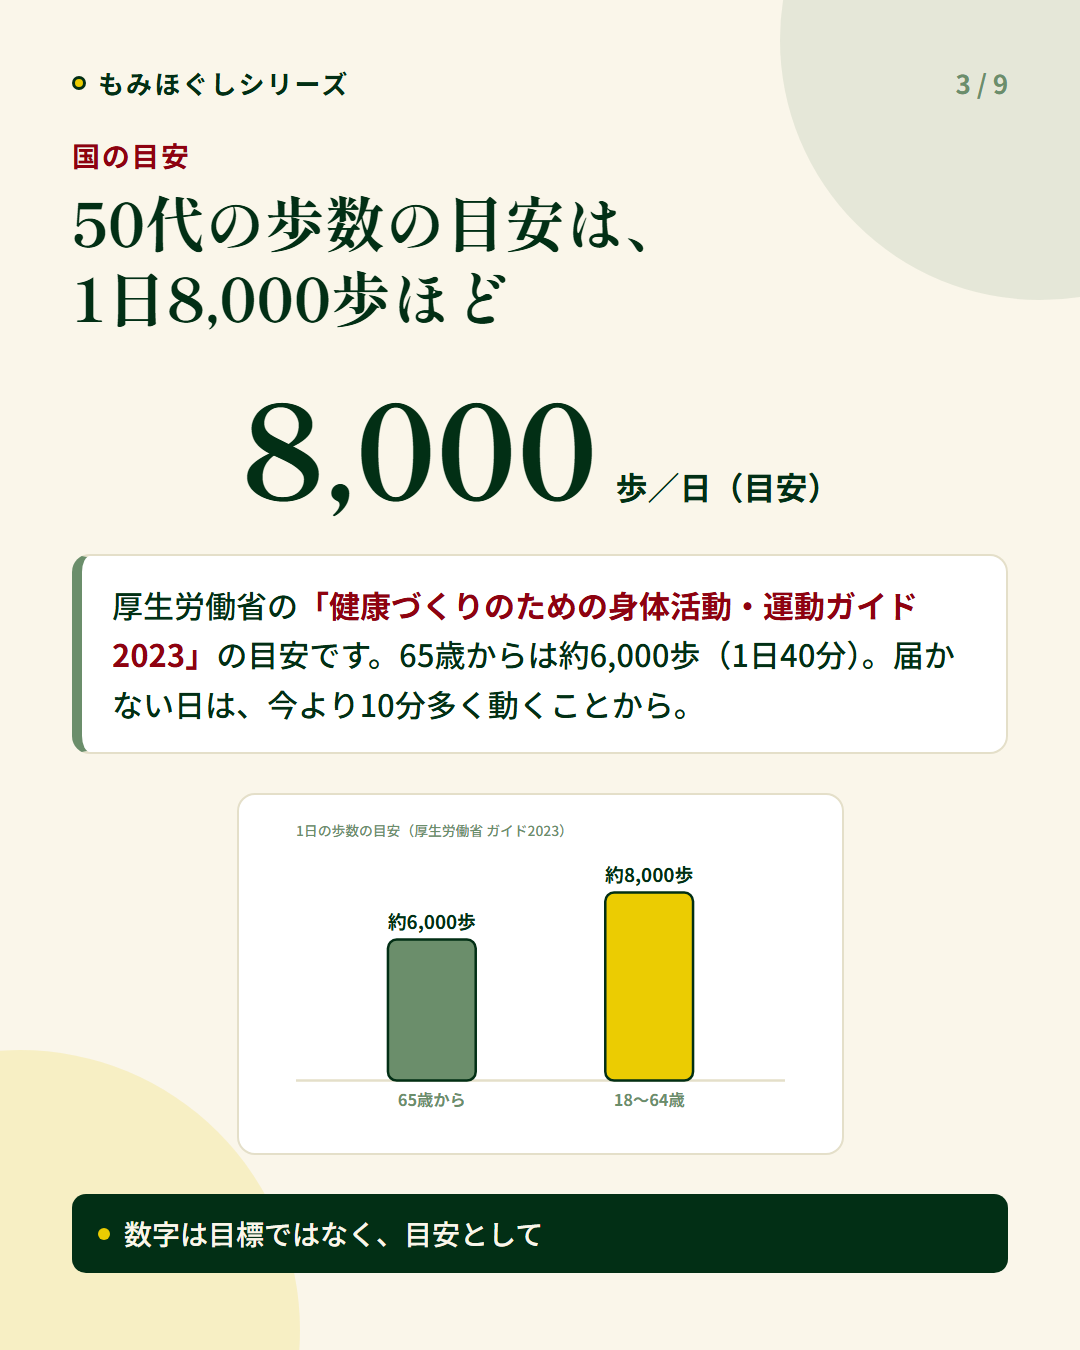 もみほぐしシリーズ
3 / 9
国の目安
50代の歩数の目安は、
1日8,000歩ほど
8,000 歩／日（目安）
厚生労働省の「健康づくりのための身体活動・運動ガイド
2023」の目安です。65歳からは約6,000歩（1日40分）。届か
ない日は、今より10分多く動くことから。
1日の歩数の目安（厚生労働省 ガイド2023）
約8,000歩
約6,000歩
65歳から
18〜64歳
数字は目標ではなく、目安として